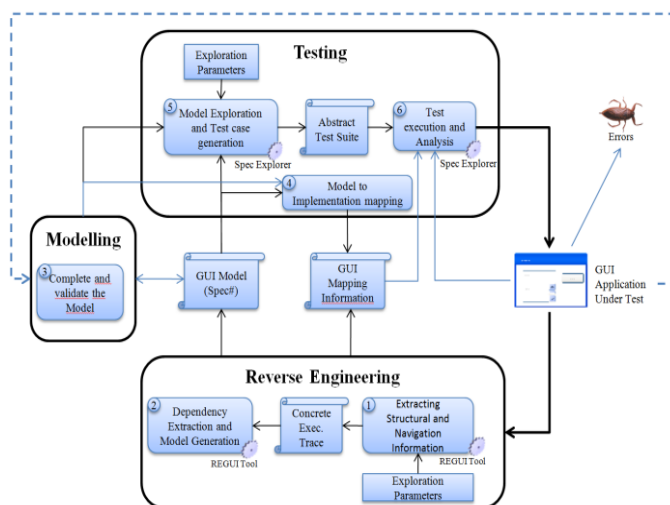 Testing
Exploration
Parameters
5
Model Exploration
and Test case
generation
Spec Explorer
Abstract
Test Suite
6
Test
execution and
Analysis
Spec Explorer
Errors
4
Model to
Implementation mapping
Modelling
3
Complete and
validate the
Model
GUI Model
(Spec#)
GUI
Mapping
Information
GUI
Application
Under Test
Reverse Engineering
2
Dependency
Extraction and
Model Generation
REGUI Tool
Concrete
Exec.
Trace
1
Extracting
Structural and
Navigation
Information
REGUI Tool
Exploration
Parameters